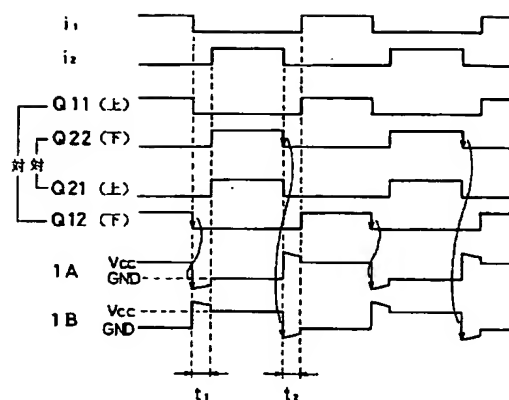 i₁
i₂
Q11（上）
Q22（下）
対
対
Q21（上）
Q12（下）
1A
Vcc
GND
1B
Vcc
GND
t₁
t₂